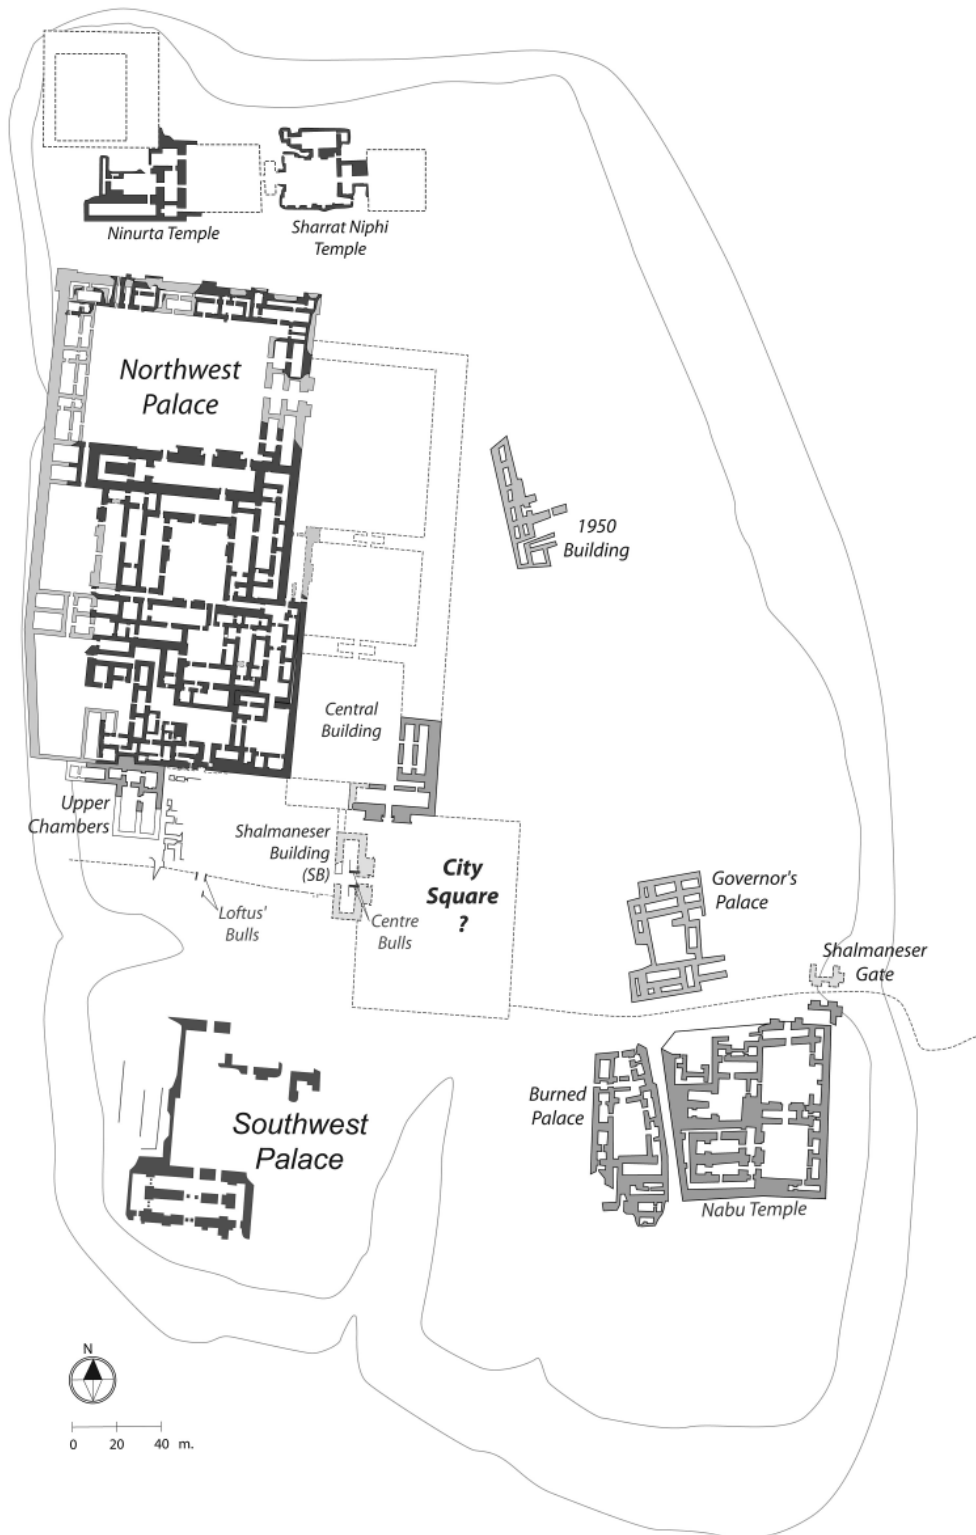 Ninurta Temple
Sharrat Niphi
Temple
Northwest
Palace
1950
Building
Central
Building
Upper
Chambers
Shalmaneser
Building
(SB)
City
Square
?
Loftus'
Bulls
Centre
Bulls
Governor's
Palace
Shalmaneser
Gate
Burned
Palace
Southwest
Palace
Nabu Temple
N
0 20 40 m.